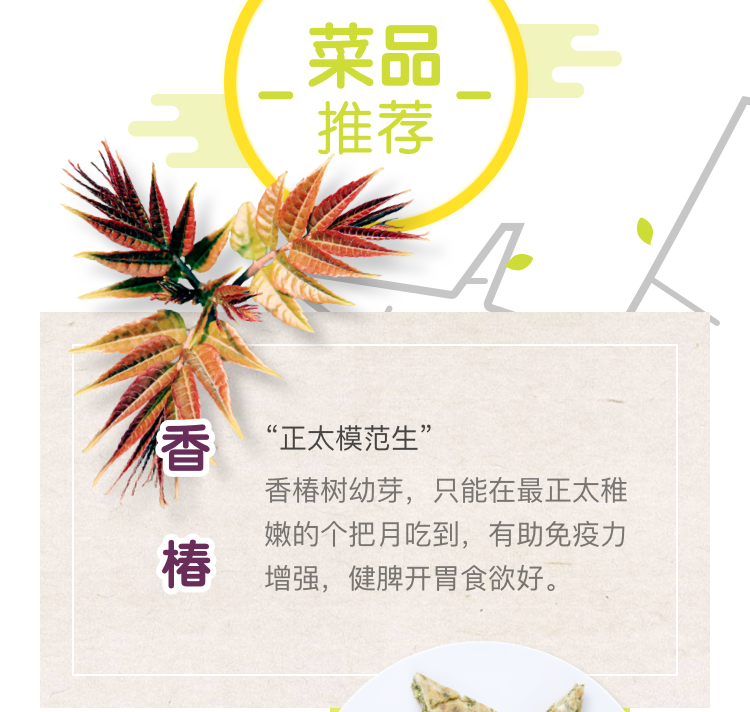 菜品
推荐
香椿
“正太模范生”
香椿树幼芽，只能在最正太稚
嫩的个把月吃到，有助免疫力
增强，健脾开胃食欲好。